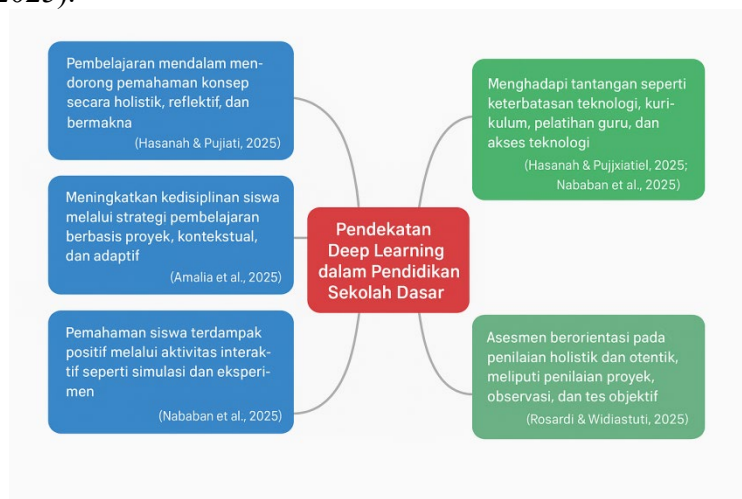 2025).
Pembelajaran mendalam men-
dorong pemahaman konsep
secara holistik, reflektif, dan
bermakna
(Hasanah & Pujiati, 2025)
Meningkatkan kedisiplinan siswa
melalui strategi pembelajaran
berbasis proyek, kontekstual,
dan adaptif
(Amalia et al., 2025)
Pemahaman siswa terdampak
positif melalui aktivitas interak-
tif seperti simulasi dan eksperi-
men
(Nababan et al., 2025)
Pendekatan
Deep Learning
dalam Pendidikan
Sekolah Dasar
Menghadapi tantangan seperti
keterbatasan teknologi, kuri-
kulum, pelatihan guru, dan
akses teknologi
(Hasanah & Pujjxiatiel, 2025;
Nababan et al., 2025)
Asesmen berorientasi pada
penilaian holistik dan otentik,
meliputi penilaian proyek,
observasi, dan tes objektif
(Rosardi & Widiastuti, 2025)